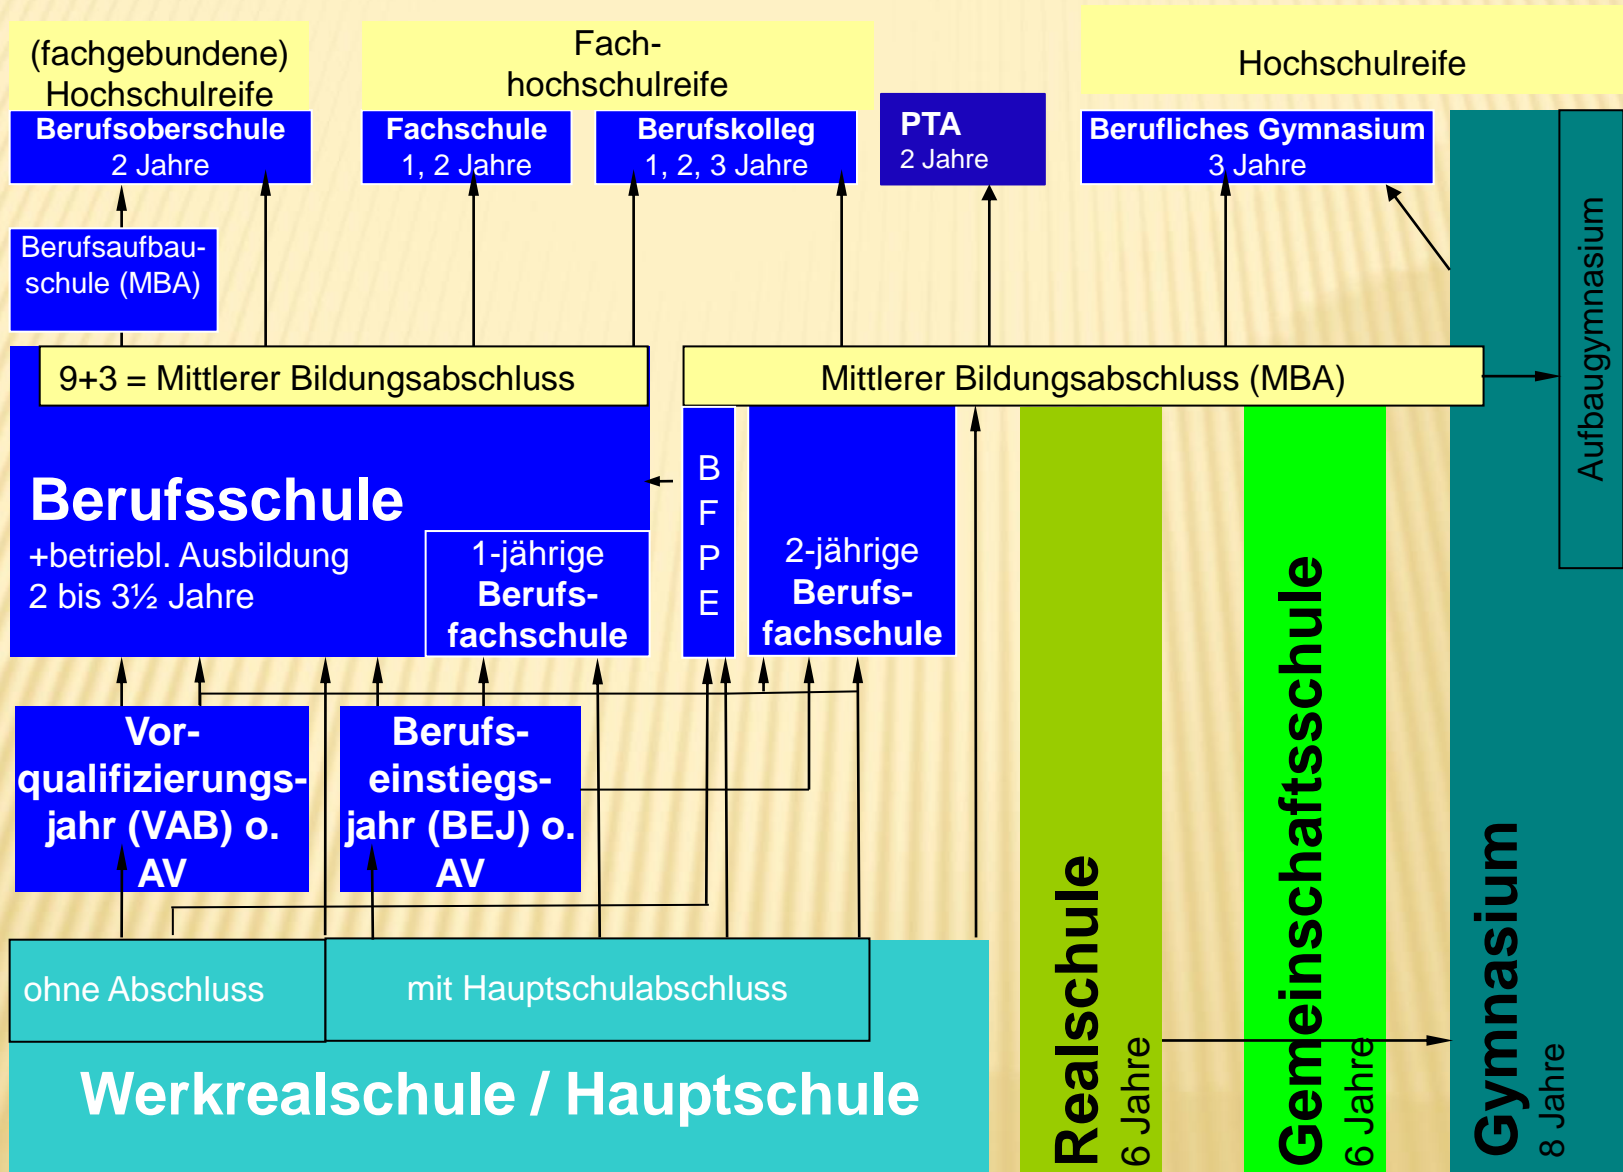 (fachgebundene)
Hochschulreife
Fach-
hochschulreife
Hochschulreife
Berufsoberschule
2 Jahre
Fachschule
1, 2 Jahre
Berufskolleg
1, 2, 3 Jahre
PTA
2 Jahre
Berufliches Gymnasium
3 Jahre
Berufsaufbau-
schule (MBA)
Aufbaugymnasium
9+3 = Mittlerer Bildungsabschluss
Mittlerer Bildungsabschluss (MBA)
Berufsschule
+betriebl. Ausbildung
2 bis 3½ Jahre
1-jährige
Berufs-
fachschule
B
F
P
E
2-jährige
Berufs-
fachschule
Vor-
qualifizierungs-
jahr (VAB) o.
AV
Berufs-
einstiegs-
jahr (BEJ) o.
AV
ohne Abschluss
mit Hauptschulabschluss
Werkrealschule / Hauptschule
Realschule
6 Jahre
Gemeinschaftsschule
6 Jahre
Gymnasium
8 Jahre